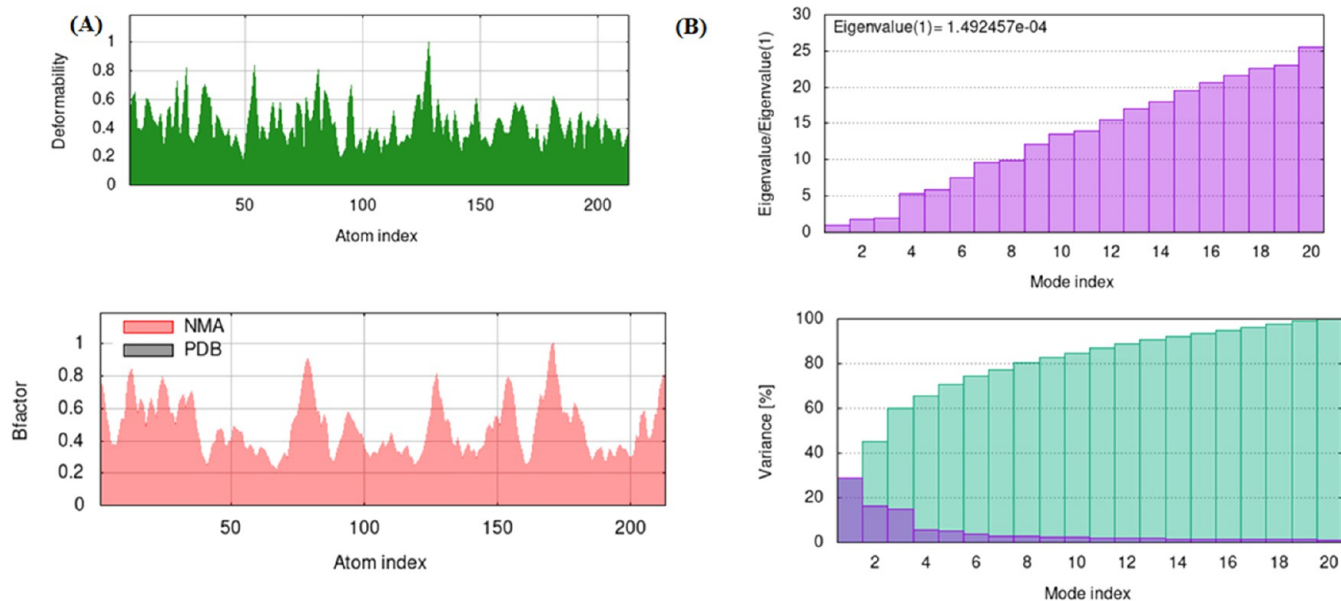 (A)
Deformability
1
0.8
0.6
0.4
0.2
0
50 100 150 200
Atom index
(B)
Eigenvalue(1)= 1.492457e-04
Eigenvalue/Eigenvalue(1)
30
25
20
15
10
5
0
2 4 6 8 10 12 14 16 18 20
Mode index
NMA
PDB
Bfactor
1
0.8
0.6
0.4
0.2
0
50 100 150 200
Atom index
Variance [%]
100
80
60
40
20
0
2 4 6 8 10 12 14 16 18 20
Mode index